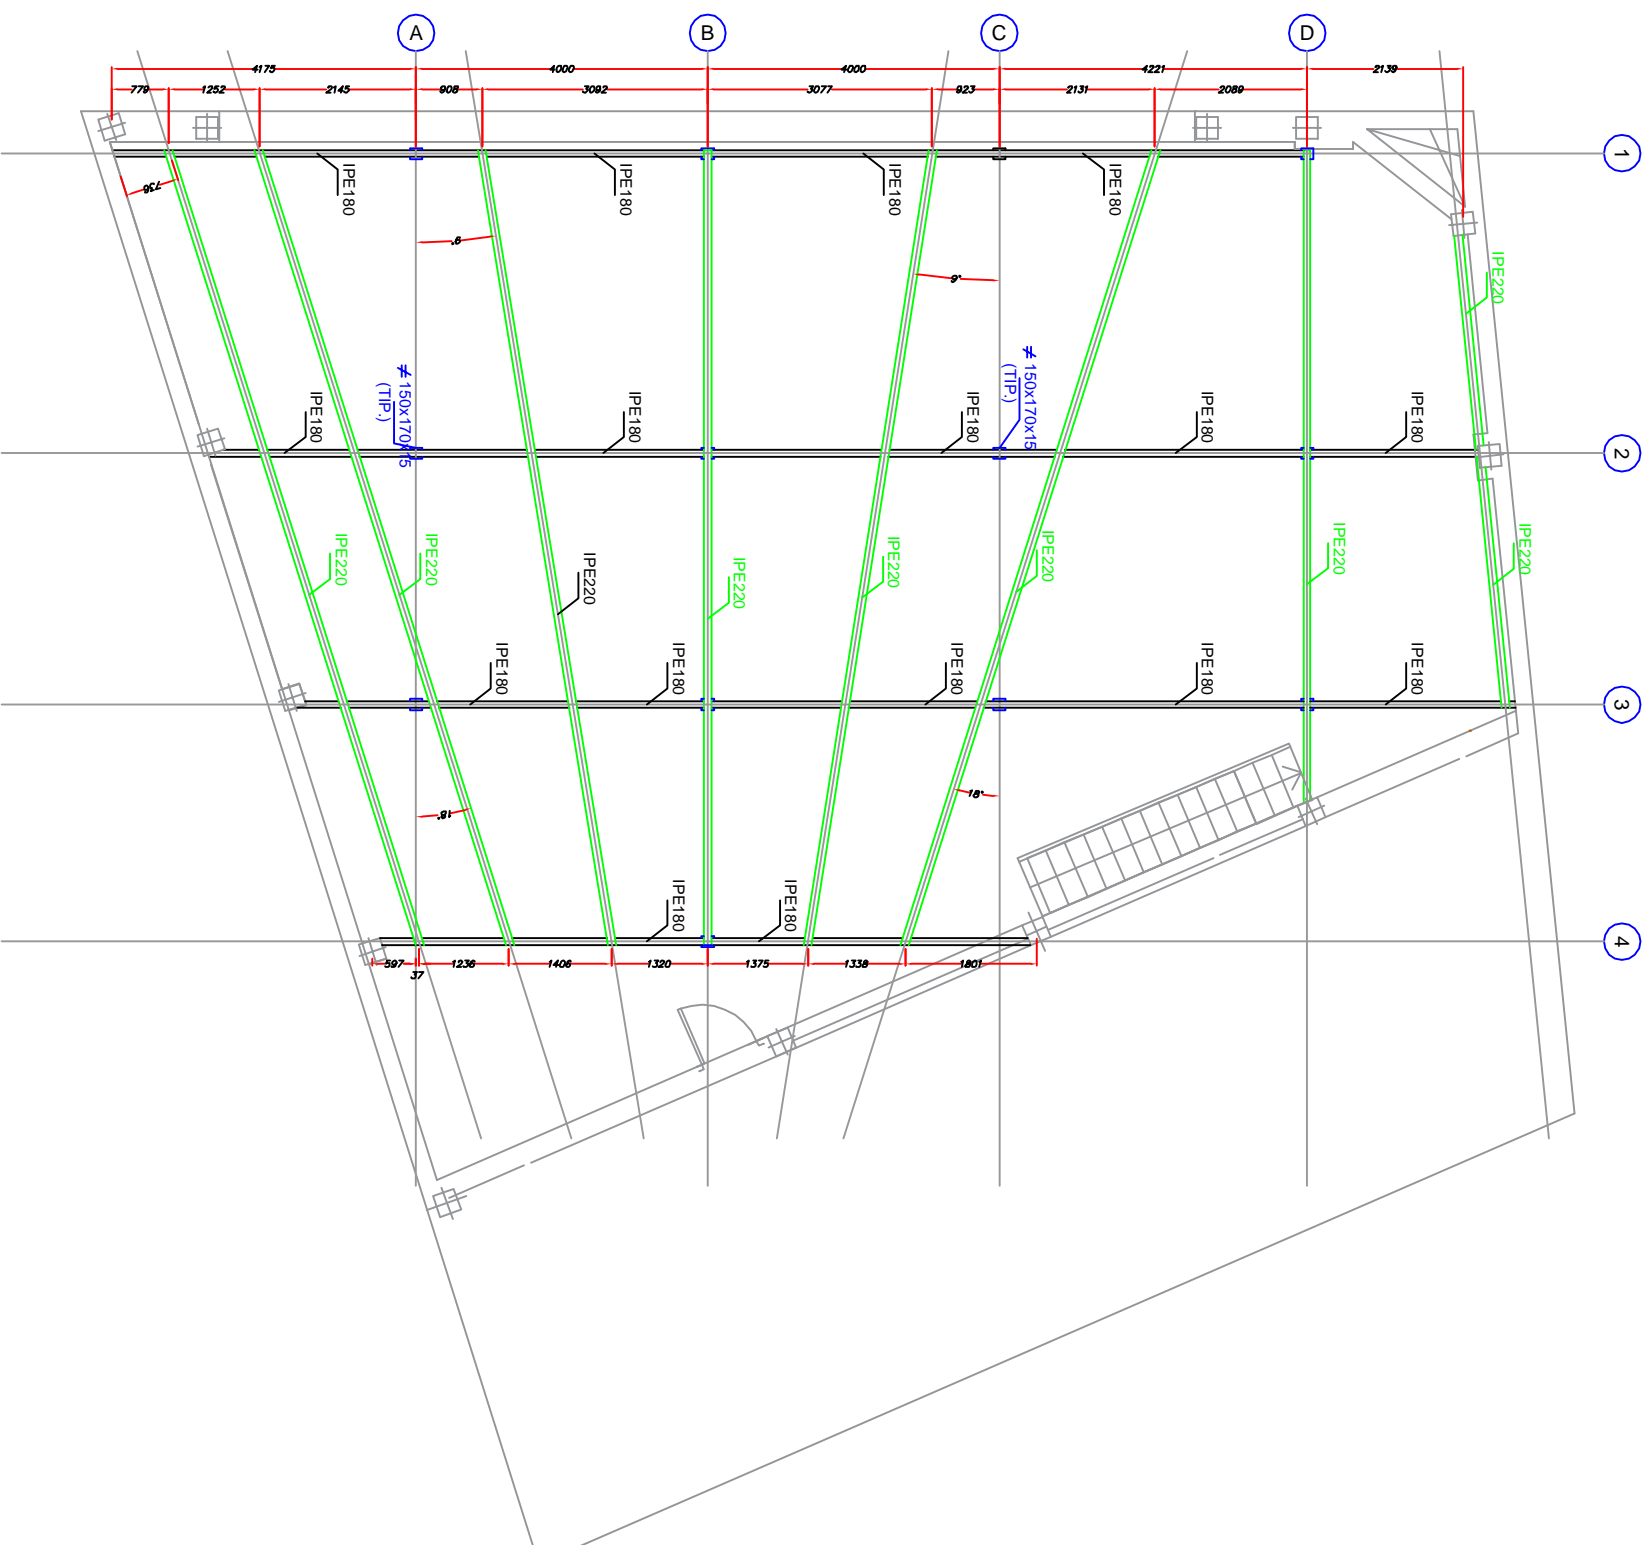 A
B
C
D
4175
4000
4000
4221
2139
779
1252
2145
908
3092
3077
923
2131
2089
1
IPE180
IPE180
IPE180
IPE180
736
9°
9°
IPE220
≠ 150x170x15
(TIP.)
≠ 150x170x15
(TIP.)
IPE180
IPE180
IPE180
IPE180
IPE180
2
IPE220
IPE220
IPE220
IPE220
IPE220
IPE220
IPE220
IPE220
IPE180
IPE180
IPE180
IPE180
IPE180
3
18°
18°
IPE180
IPE180
4
597
37
1236
1406
1320
1375
1338
1801